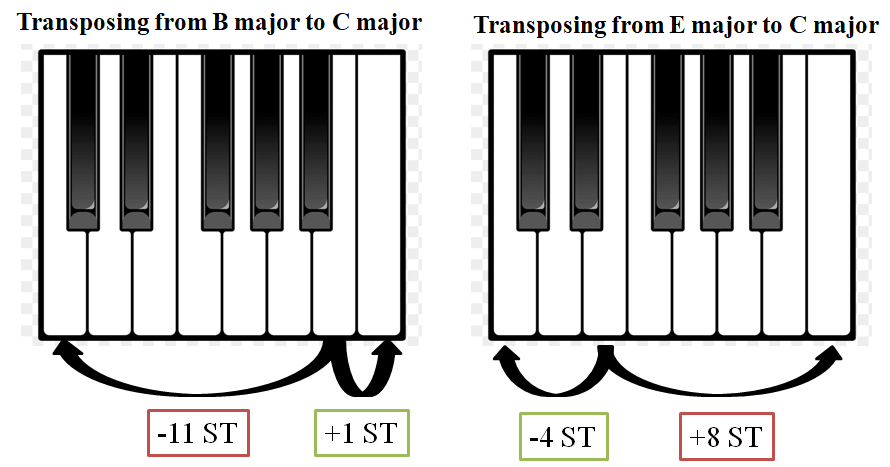 Transposing from B major to C major
Transposing from E major to C major
-11 ST
+1 ST
-4 ST
+8 ST